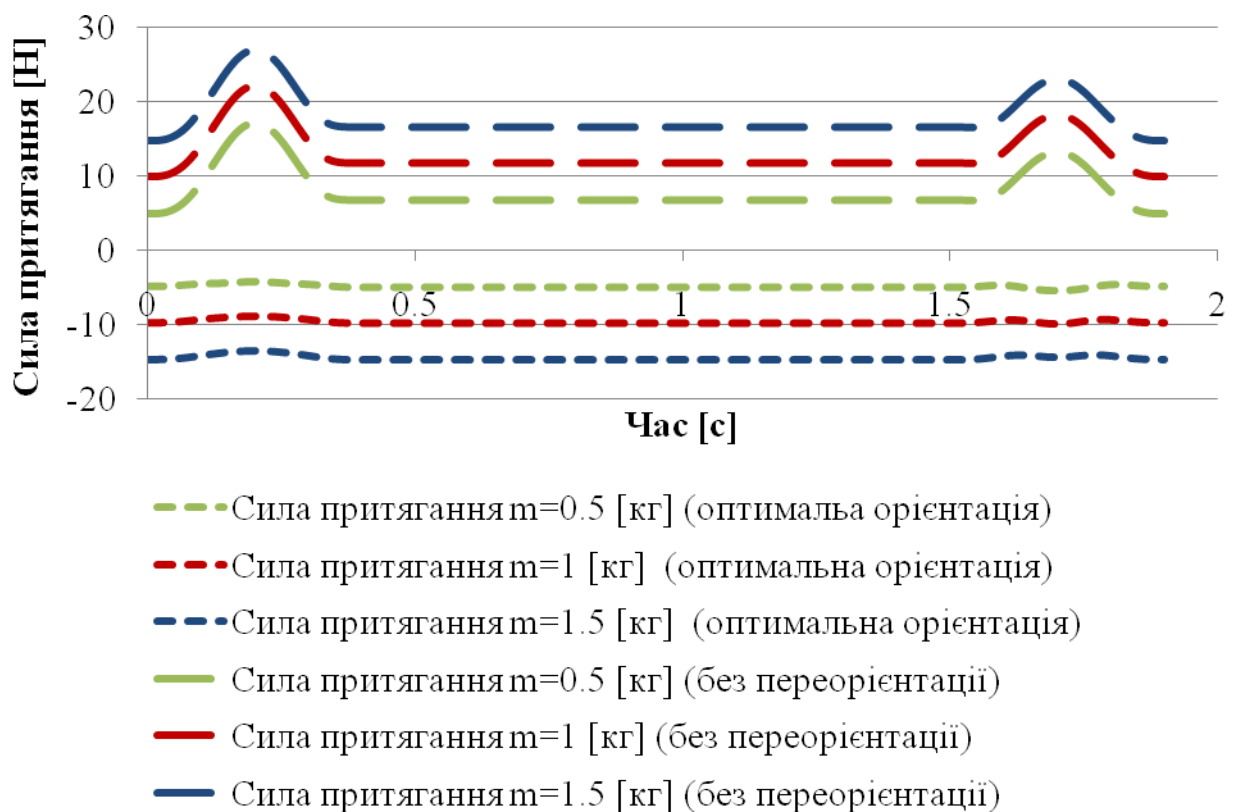 Сила притягання [Н]
30
20
10
0
-10
-20
0
0.5
1
1.5
2
Час [с]
Сила притягання m=0.5 [кг] (оптимальа орієнтація)
Сила притягання m=1 [кг] (оптимальна орієнтація)
Сила притягання m=1.5 [кг] (оптимальна орієнтація)
Сила притягання m=0.5 [кг] (без переорієнтації)
Сила притягання m=1 [кг] (без переорієнтації)
Сила притягання m=1.5 [кг] (без переорієнтації)